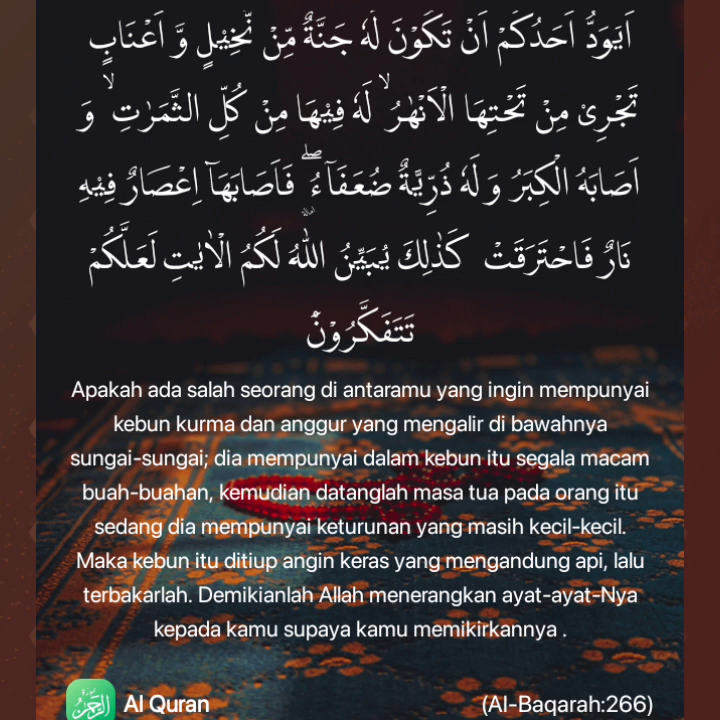 اَيَوَدُّ اَحَدُكُمْ اَنْ تَكُوْنَ لَهٗ جَنَّةٌ مِّنْ نَّخِيْلٍ وَّ اَعْنَابٍ
تَجْرِيْ مِنْ تَحْتِهَا الْاَنْهٰرُ ۙ لَهٗ فِيْهَا مِنْ كُلِّ الثَّمَرٰتِ ۙ وَ
اَصَابَهُ الْكِبَرُ وَ لَهٗ ذُرِّيَّةٌ ضُعَفَآءُ ۖۚ فَاَصَابَهَاۤ اِعْصَارٌ فِيْهِ
نَارٌ فَاحْتَرَقَتْ ؕ كَذٰلِكَ يُبَيِّنُ اللّٰهُ لَكُمُ الْاٰيٰتِ لَعَلَّكُمْ
تَتَفَكَّرُوْنَ۠
Apakah ada salah seorang di antaramu yang ingin mempunyai
kebun kurma dan anggur yang mengalir di bawahnya
sungai-sungai; dia mempunyai dalam kebun itu segala macam
buah-buahan, kemudian datanglah masa tua pada orang itu
sedang dia mempunyai keturunan yang masih kecil-kecil.
Maka kebun itu ditiup angin keras yang mengandung api, lalu
terbakarlah. Demikianlah Allah menerangkan ayat-ayat-Nya
kepada kamu supaya kamu memikirkannya .
Al Quran (Al-Baqarah:266)